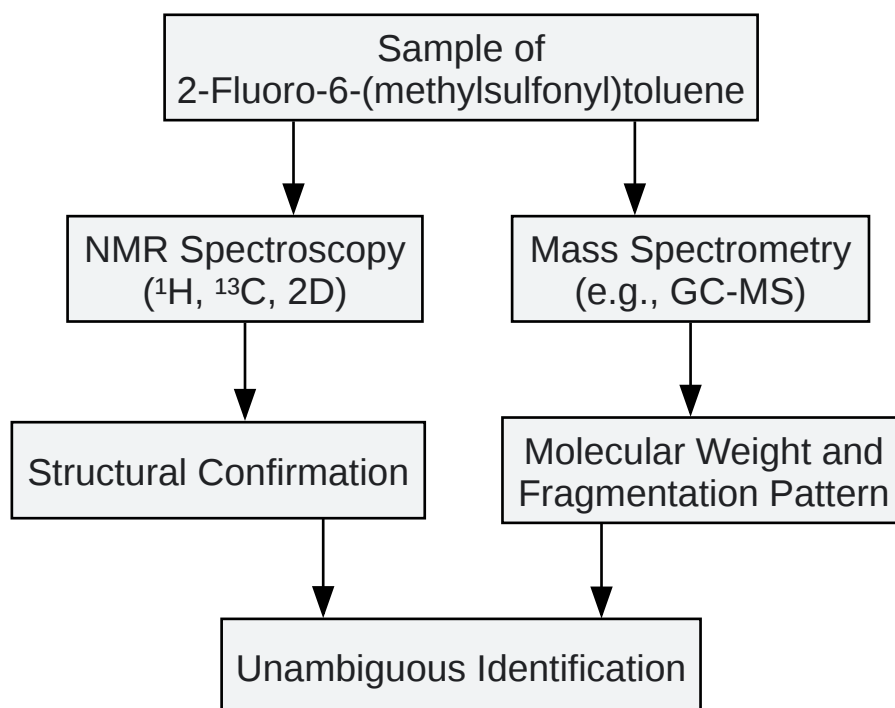 Sample of
2-Fluoro-6-(methylsulfonyl)toluene
NMR Spectroscopy
(¹H, ¹³C, 2D)
Mass Spectrometry
(e.g., GC-MS)
Structural Confirmation
Molecular Weight and
Fragmentation Pattern
Unambiguous Identification